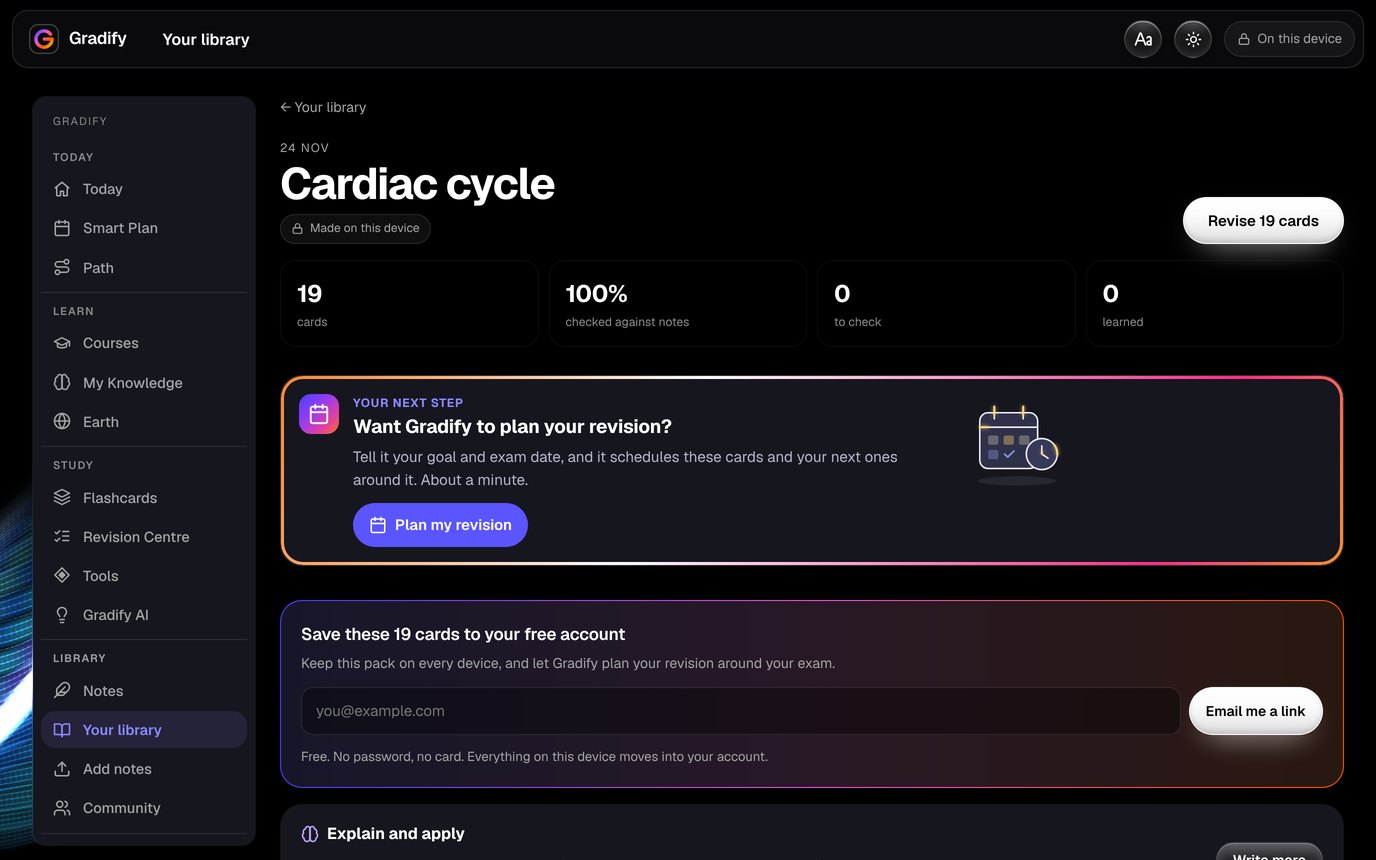 Gradify
Your library
Aa
On this device
GRADIFY
TODAY
Today
Smart Plan
Path
LEARN
Courses
My Knowledge
Earth
STUDY
Flashcards
Revision Centre
Tools
Gradify AI
LIBRARY
Notes
Your library
Add notes
Community
← Your library
24 NOV
Cardiac cycle
Made on this device
Revise 19 cards
19
cards
100%
checked against notes
0
to check
0
learned
YOUR NEXT STEP
Want Gradify to plan your revision?
Tell it your goal and exam date, and it schedules these cards and your next ones
around it. About a minute.
Plan my revision
Save these 19 cards to your free account
Keep this pack on every device, and let Gradify plan your revision around your exam.
you@example.com
Email me a link
Free. No password, no card. Everything on this device moves into your account.
Explain and apply
Write more